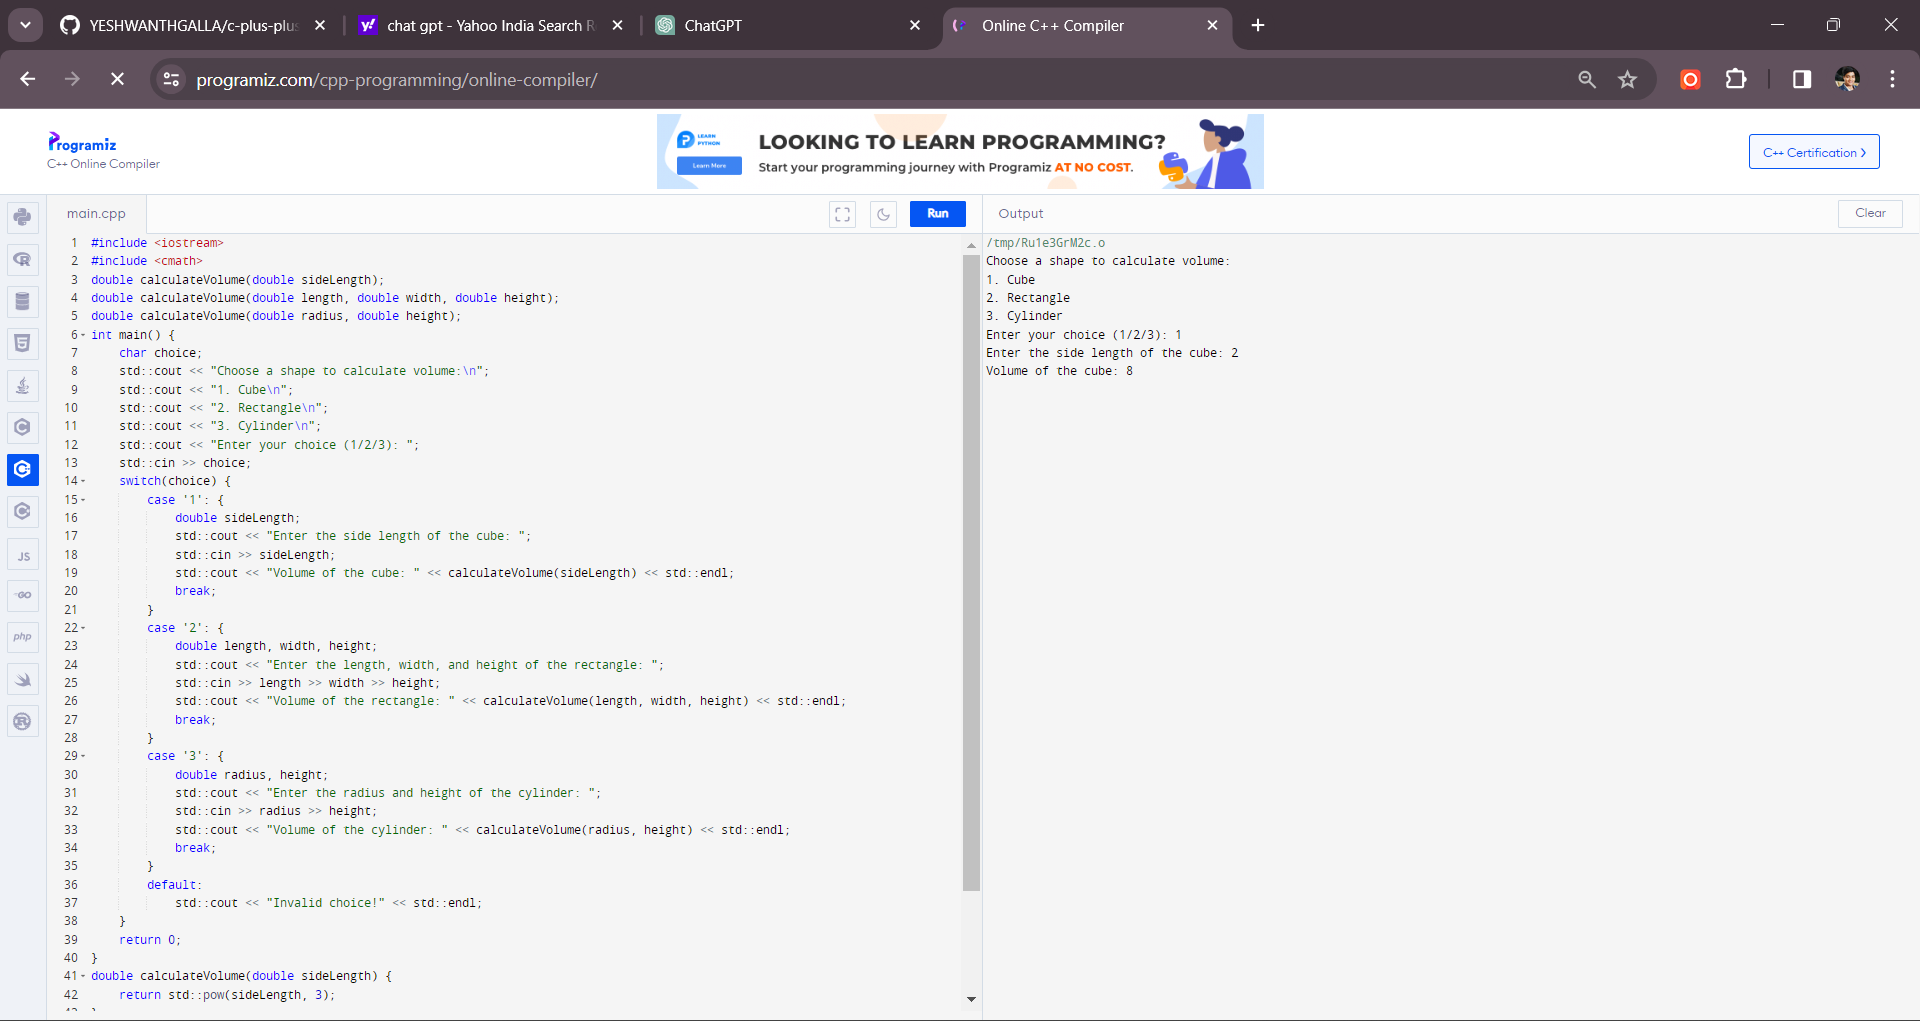 YESHWANTHGALLA/c-plus-plus
chat gpt - Yahoo India Search R
ChatGPT
Online C++ Compiler
programiz.com/cpp-programming/online-compiler/
Programiz
C++ Online Compiler
LEARN
PYTHON
Learn More
LOOKING TO LEARN PROGRAMMING?
Start your programming journey with Programiz AT NO COST.
C++ Certification >
main.cpp
Run
Output
Clear
JS
GO
php
1 #include <iostream>
2 #include <cmath>
3 double calculateVolume(double sideLength);
4 double calculateVolume(double length, double width, double height);
5 double calculateVolume(double radius, double height);
6 int main() {
7 char choice;
8 std::cout << "Choose a shape to calculate volume:\n";
9 std::cout << "1. Cube\n";
10 std::cout << "2. Rectangle\n";
11 std::cout << "3. Cylinder\n";
12 std::cout << "Enter your choice (1/2/3): ";
13 std::cin >> choice;
14 switch(choice) {
15 case '1': {
16 double sideLength;
17 std::cout << "Enter the side length of the cube: ";
18 std::cin >> sideLength;
19 std::cout << "Volume of the cube: " << calculateVolume(sideLength) << std::endl;
20 break;
21 }
22 case '2': {
23 double length, width, height;
24 std::cout << "Enter the length, width, and height of the rectangle: ";
25 std::cin >> length >> width >> height;
26 std::cout << "Volume of the rectangle: " << calculateVolume(length, width, height) << std::endl;
27 break;
28 }
29 case '3': {
30 double radius, height;
31 std::cout << "Enter the radius and height of the cylinder: ";
32 std::cin >> radius >> height;
33 std::cout << "Volume of the cylinder: " << calculateVolume(radius, height) << std::endl;
34 break;
35 }
36 default:
37 std::cout << "Invalid choice!" << std::endl;
38 }
39 return 0;
40 }
41 double calculateVolume(double sideLength) {
42 return std::pow(sideLength, 3);
/tmp/Ru1e3GrM2c.o
Choose a shape to calculate volume:
1. Cube
2. Rectangle
3. Cylinder
Enter your choice (1/2/3): 1
Enter the side length of the cube: 2
Volume of the cube: 8